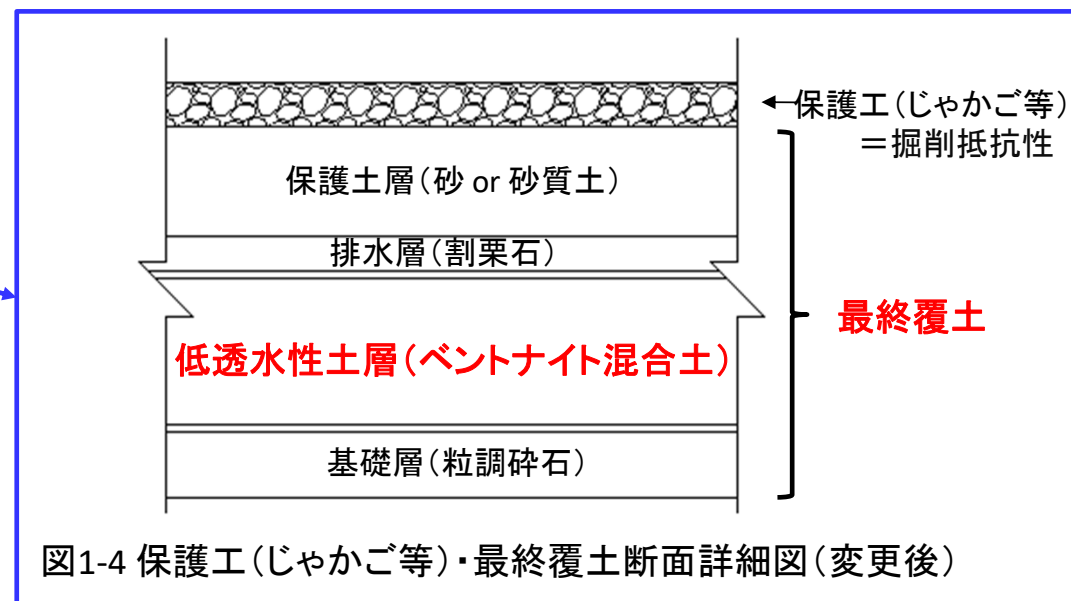 保護工(じゃかご等)
＝掘削抵抗性
保護土層(砂 or 砂質土)
排水層(割栗石)
最終覆土
低透水性土層(ベントナイト混合土)
基礎層(粒調砕石)
図1-4 保護工(じゃかご等)・最終覆土断面詳細図(変更後)